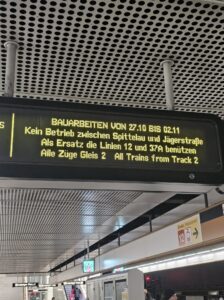 BAUARBEITEN VON 27.10 BIS 02.11
Kein Betrieb zwischen Spittelau und Jägerstraße
Als Ersatz die Linien 12 und 37A benützen
Alle Züge Gleis 2 All Trains from Track 2